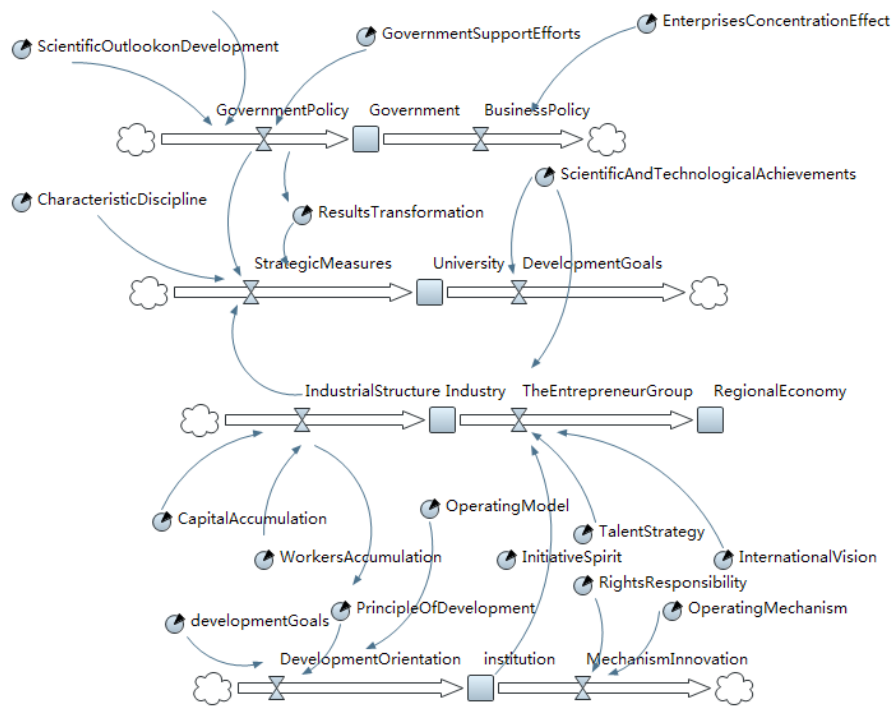 ScientificOutlookonDevelopment
GovernmentSupportEfforts
EnterprisesConcentrationEffect
GovernmentPolicy
Government
BusinessPolicy
ScientificAndTechnologicalAchievements
CharacteristicDiscipline
ResultsTransformation
StrategicMeasures
University
DevelopmentGoals
IndustrialStructure
Industry
TheEntrepreneurGroup
RegionalEconomy
CapitalAccumulation
OperatingModel
TalentStrategy
WorkersAccumulation
InitiativeSpirit
InternationalVision
RightsResponsibility
developmentGoals
PrincipleOfDevelopment
OperatingMechanism
DevelopmentOrientation
institution
MechanismInnovation